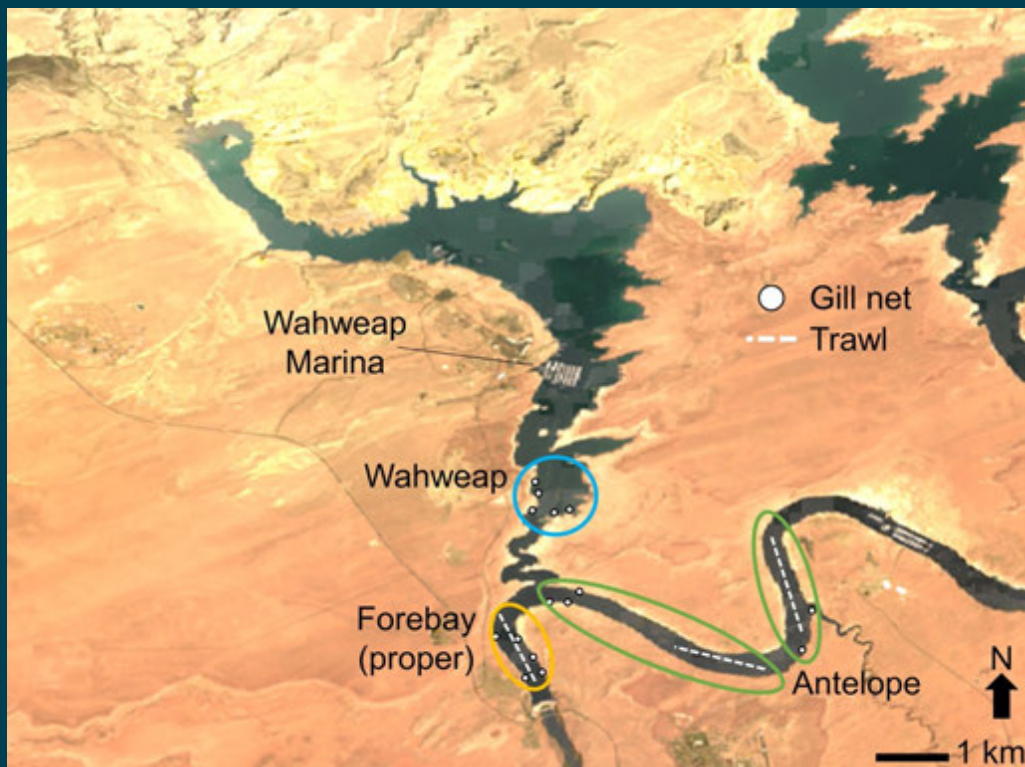 Gill net
Trawl
Wahweap
Marina
Wahweap
Forebay
(proper)
Antelope
N
1 km